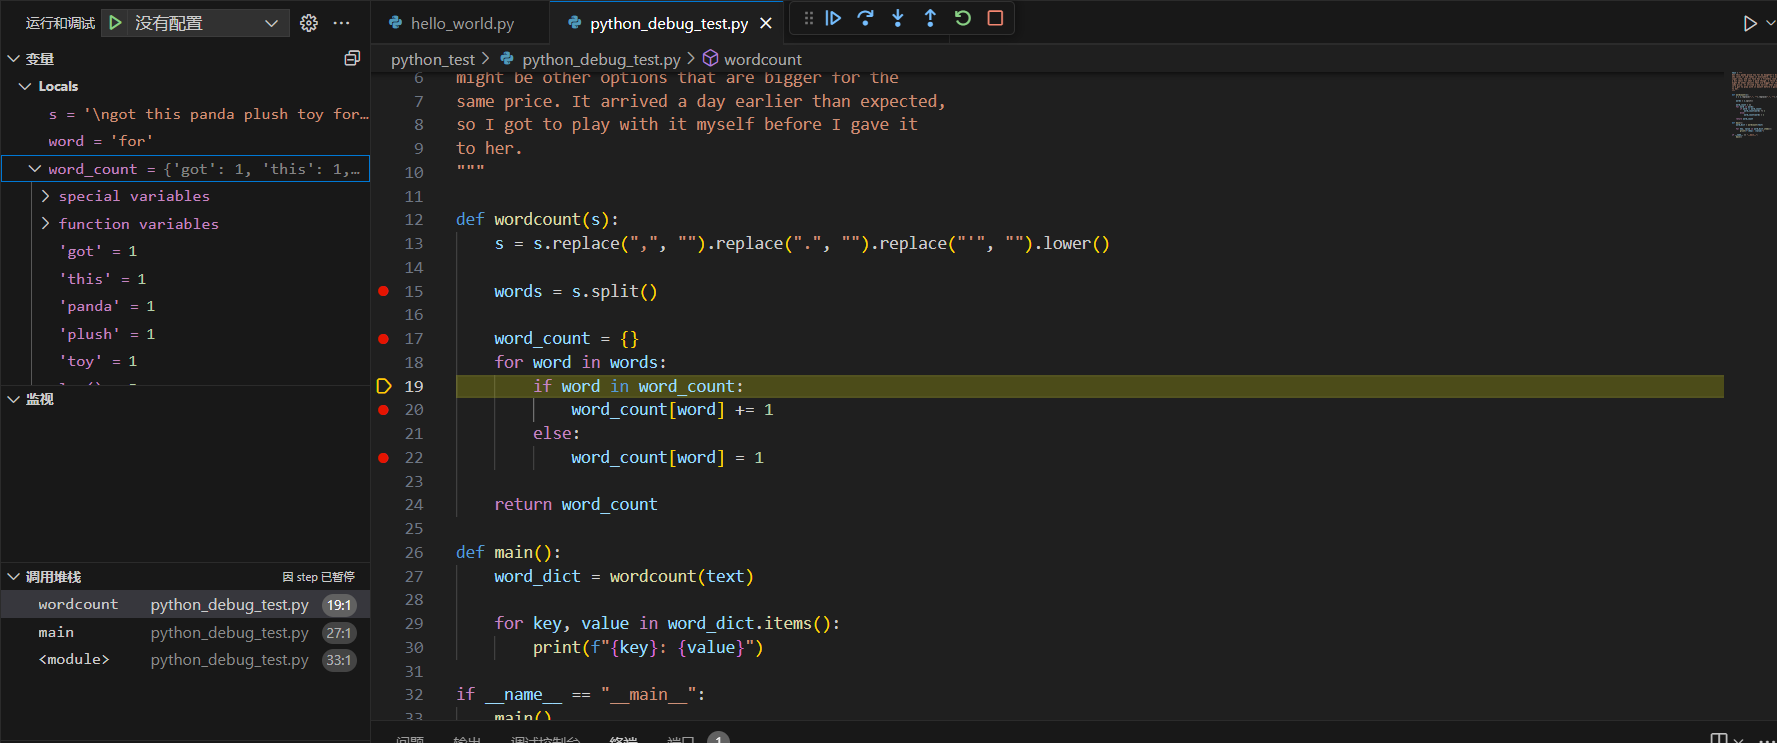 运行和调试 没有配置
变量
Locals
s = '\ngot this panda plush toy for…
word = 'for'
word_count = {'got': 1, 'this': 1,…
special variables
function variables
'got' = 1
'this' = 1
'panda' = 1
'plush' = 1
'toy' = 1
监视
调用堆栈 因 step 已暂停
wordcount python_debug_test.py 19:1
main python_debug_test.py 27:1
<module> python_debug_test.py 33:1
hello_world.py python_debug_test.py
python_test > python_debug_test.py > wordcount
6 might be other options that are bigger for the
7 same price. It arrived a day earlier than expected,
8 so I got to play with it myself before I gave it
9 to her.
10 """
11
12 def wordcount(s):
13 s = s.replace(",", "").replace(".", "").replace("'", "").lower()
14
15 words = s.split()
16
17 word_count = {}
18 for word in words:
19 if word in word_count:
20 word_count[word] += 1
21 else:
22 word_count[word] = 1
23
24 return word_count
25
26 def main():
27 word_dict = wordcount(text)
28
29 for key, value in word_dict.items():
30 print(f"{key}: {value}")
31
32 if __name__ == "__main__":
33 main()
问题 输出 调试控制台 终端 端口 1